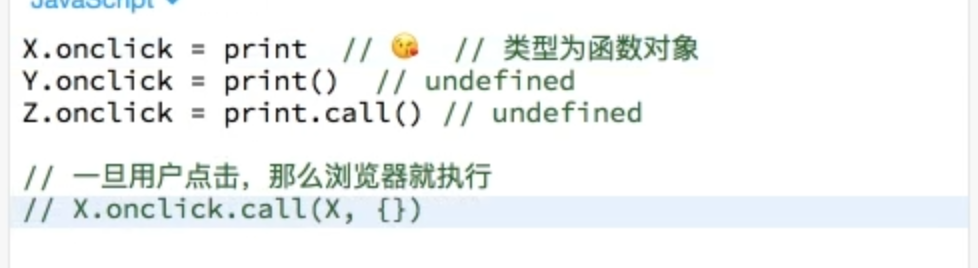 JavaScript
X.onclick = print // 😘 // 类型为函数对象
Y.onclick = print() // undefined
Z.onclick = print.call() // undefined
// 一旦用户点击，那么浏览器就执行
// X.onclick.call(X, {})